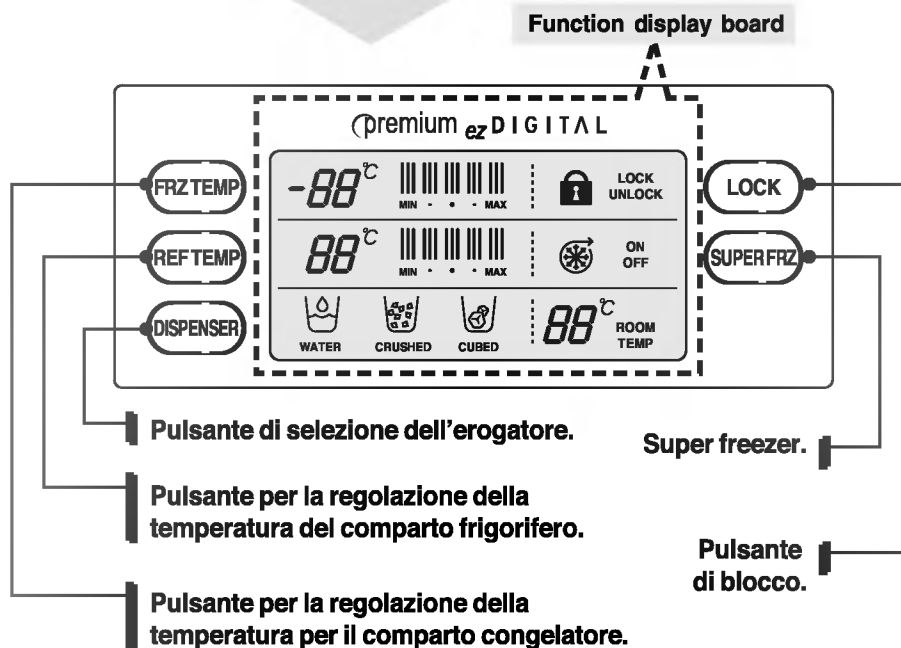 Function display board
premium ez DIGITAL
FRZ TEMP
-88°C
MIN - • - MAX
LOCK
UNLOCK
LOCK
REF TEMP
88°C
MIN - • - MAX
ON
OFF
SUPER FRZ
DISPENSER
WATER
CRUSHED
CUBED
88°C
ROOM
TEMP
Pulsante di selezione dell'erogatore.
Super freezer.
Pulsante per la regolazione della
temperatura del comparto frigorifero.
Pulsante
di blocco.
Pulsante per la regolazione della
temperatura per il comparto congelatore.